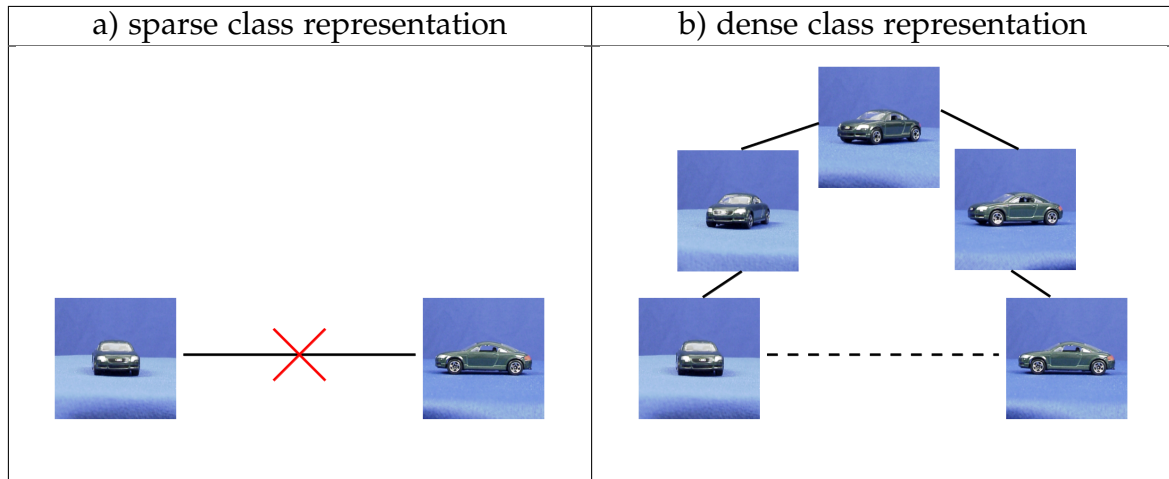 a) sparse class representation
b) dense class representation